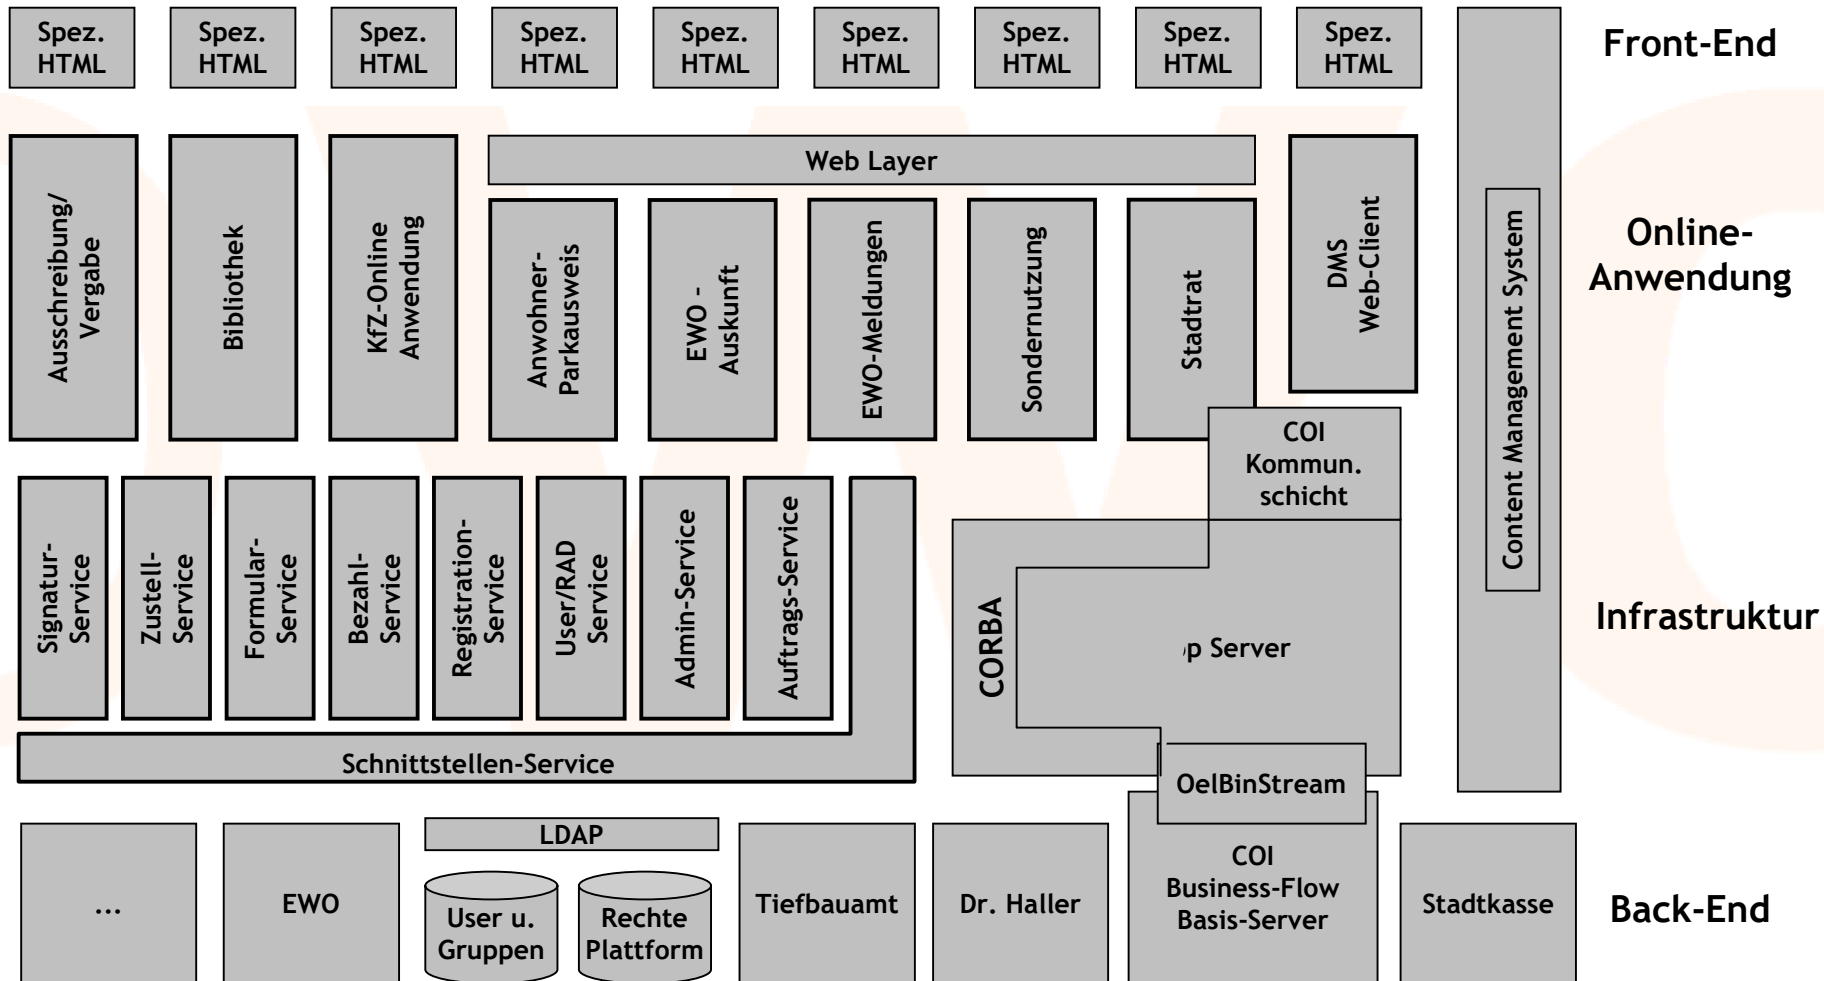 Spez.
HTML
Spez.
HTML
Spez.
HTML
Spez.
HTML
Spez.
HTML
Spez.
HTML
Spez.
HTML
Spez.
HTML
Spez.
HTML
Front-End
Ausschreibung/
Vergabe
Bibliothek
KfZ-Online
Anwendung
Web Layer
Anwohner-
Parkausweis
EWO -
Auskunft
EWO-Meldungen
Sondernutzung
Stadtrat
DMS
Web-Client
Content Management System
Online-
Anwendung
COI
Kommun.
schicht
Signatur-
Service
Zustell-
Service
Formular-
Service
Bezahl-
Service
Registration-
Service
User/RAD
Service
Admin-Service
Auftrags-Service
Schnittstellen-Service
CORBA
p Server
OelBinStream
Infrastruktur
...
EWO
LDAP
User u.
Gruppen
Rechte
Plattform
Tiefbauamt
Dr. Haller
COI
Business-Flow
Basis-Server
Stadtkasse
Back-End